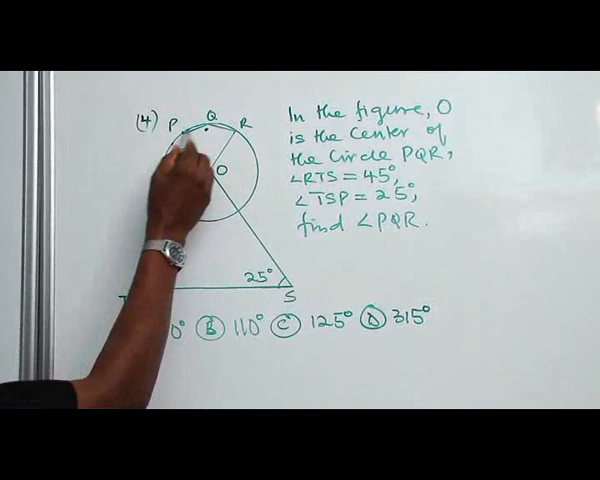 (4)
P
Q
R
O
In the figure, O
is the Center of
the Circle PQR,
∠RTS = 45°,
∠TSP = 25°,
find ∠PQR.
25°
S
0° (B) 110° (C) 125° (D) 315°